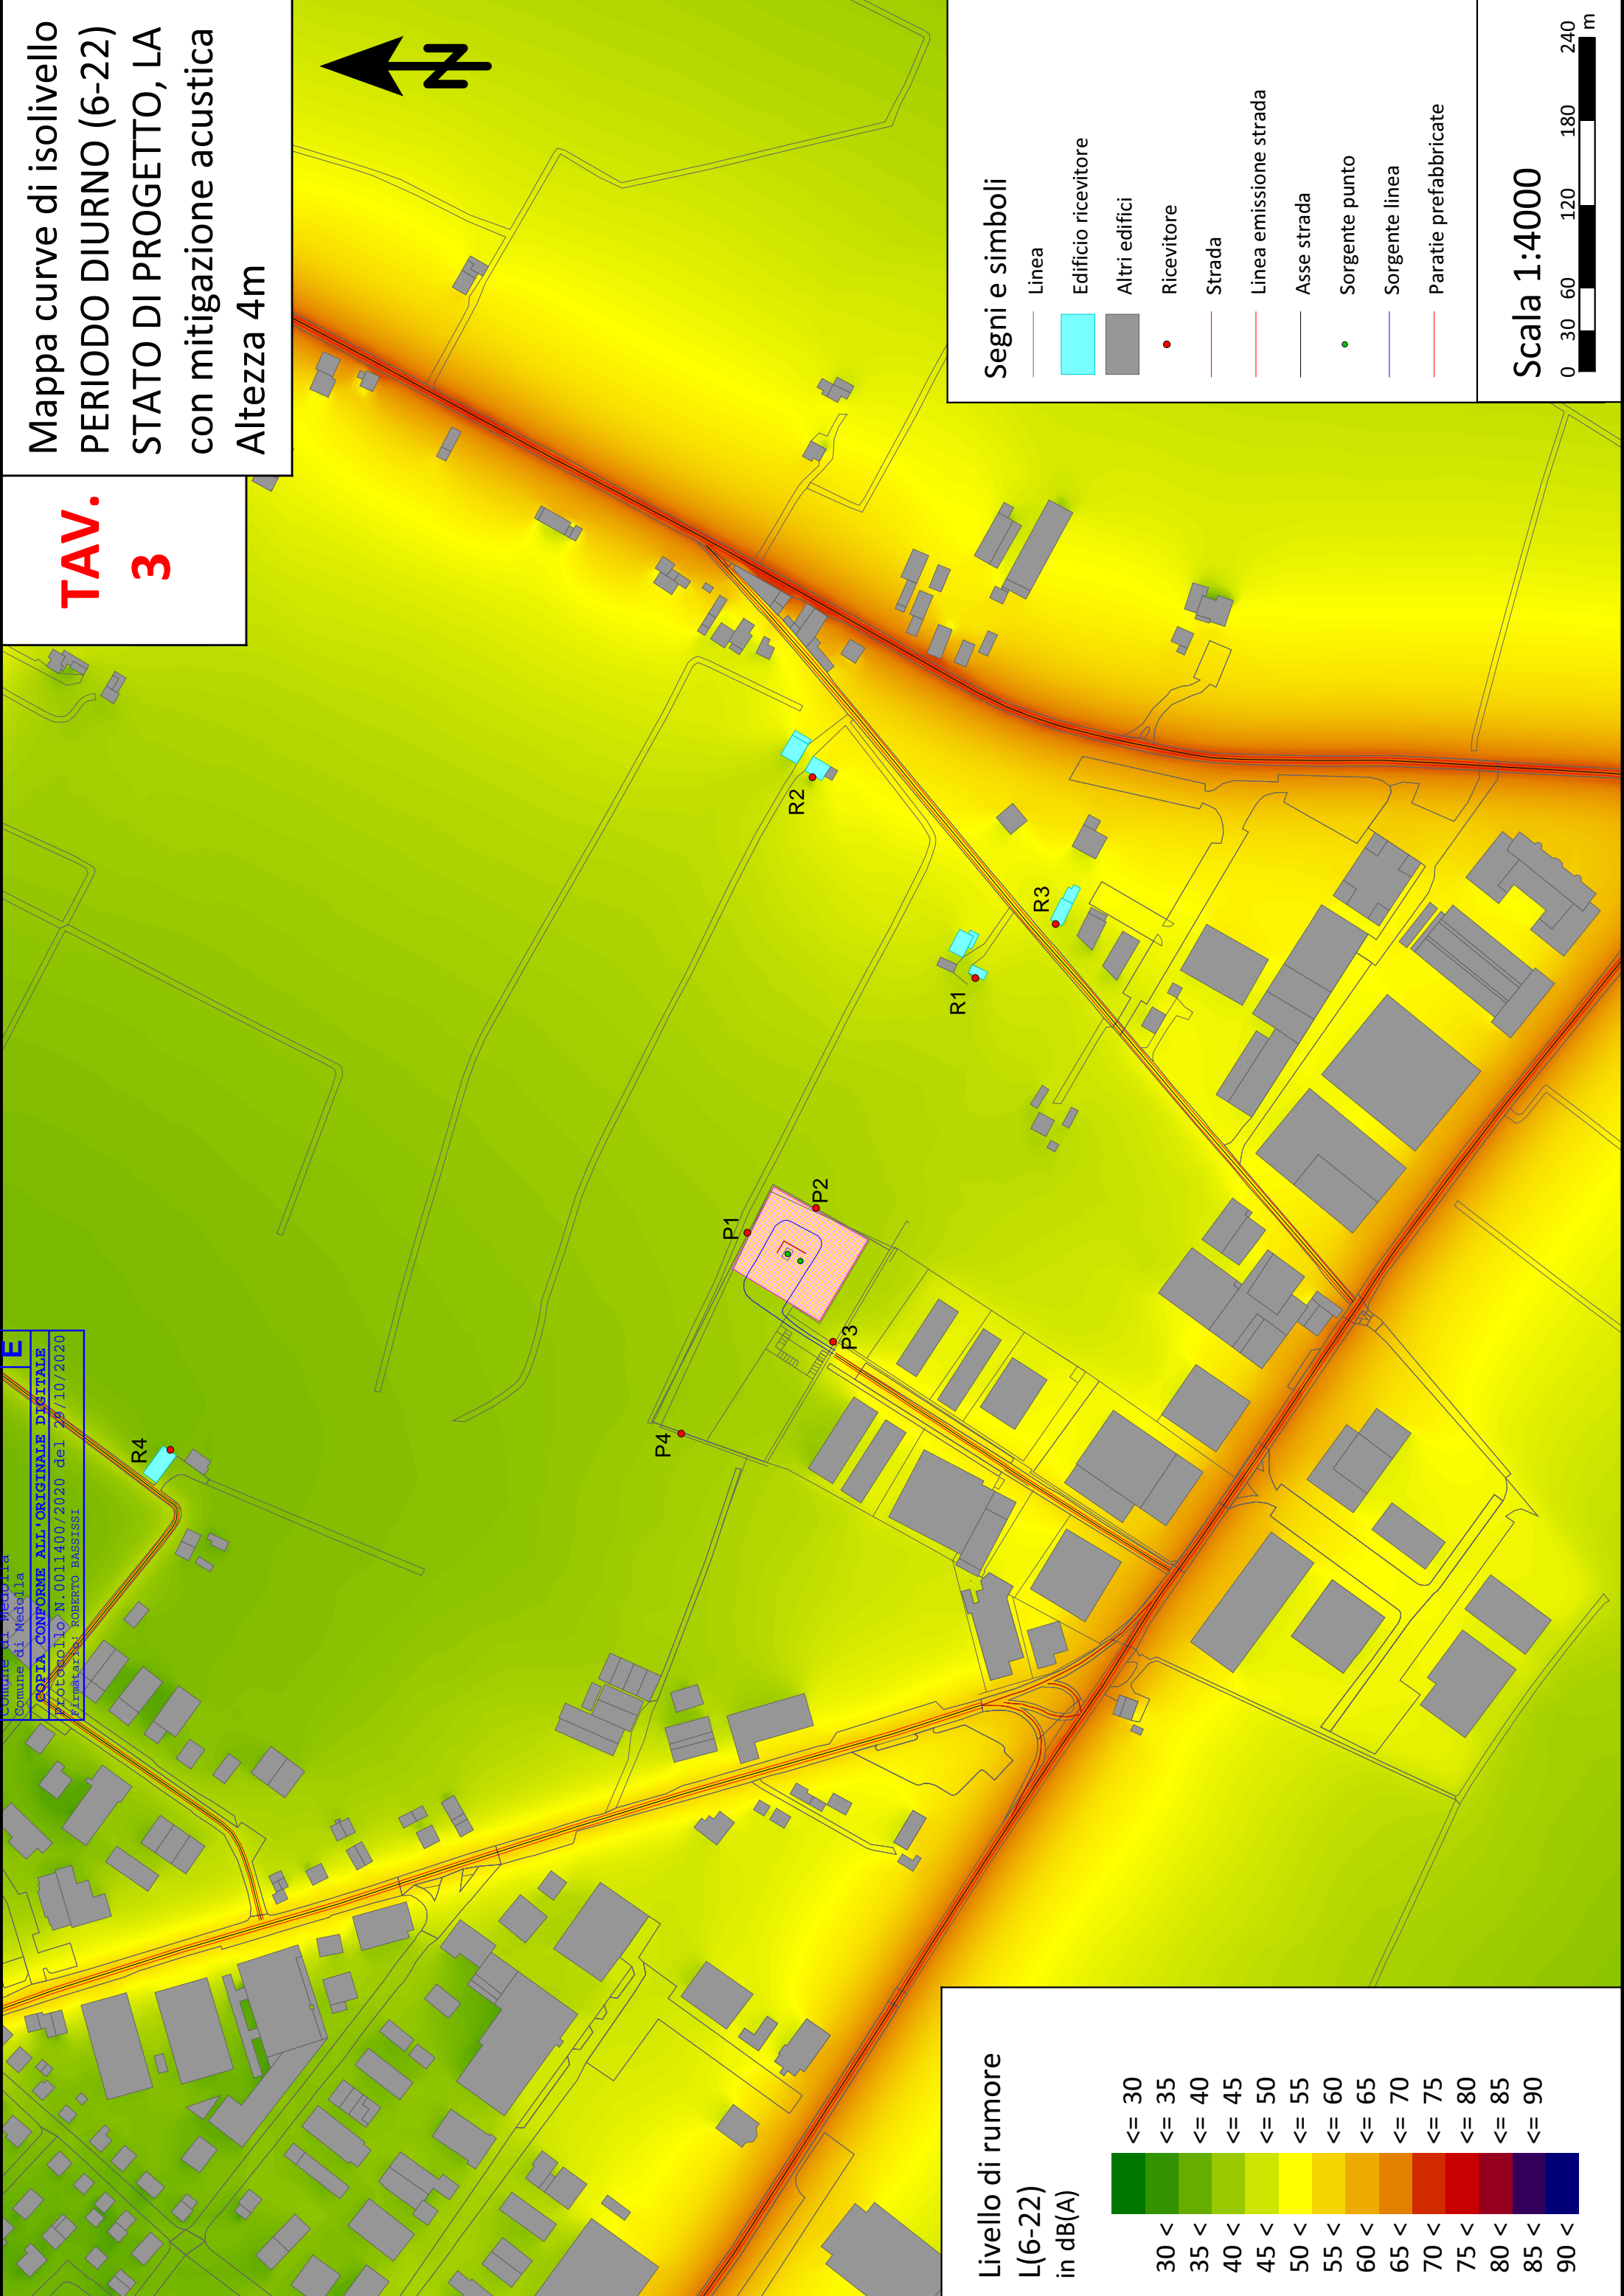 TAV.
3
Mappa curve di isolivello
PERIODO DIURNO (6-22)
STATO DI PROGETTO, LA
con mitigazione acustica
Altezza 4m
N
E
Comune di Medolla
Comune di Medolla
COPIA CONFORME ALL'ORIGINALE DIGITALE
Protocollo N.0011400/2020 del 29/10/2020
Firmatario: ROBERTO BASSISSI
R4
R2
R3
R1
P1
P2
P3
P4
Livello di rumore
L(6-22)
in dB(A)
<= 30
30 < <= 35
35 < <= 40
40 < <= 45
45 < <= 50
50 < <= 55
55 < <= 60
60 < <= 65
65 < <= 70
70 < <= 75
75 < <= 80
80 < <= 85
85 < <= 90
90 <
Segni e simboli
Linea
Edificio ricevitore
Altri edifici
Ricevitore
Strada
Linea emissione strada
Asse strada
Sorgente punto
Sorgente linea
Paratie prefabbricate
Scala 1:4000
0 30 60 120 180 240
m